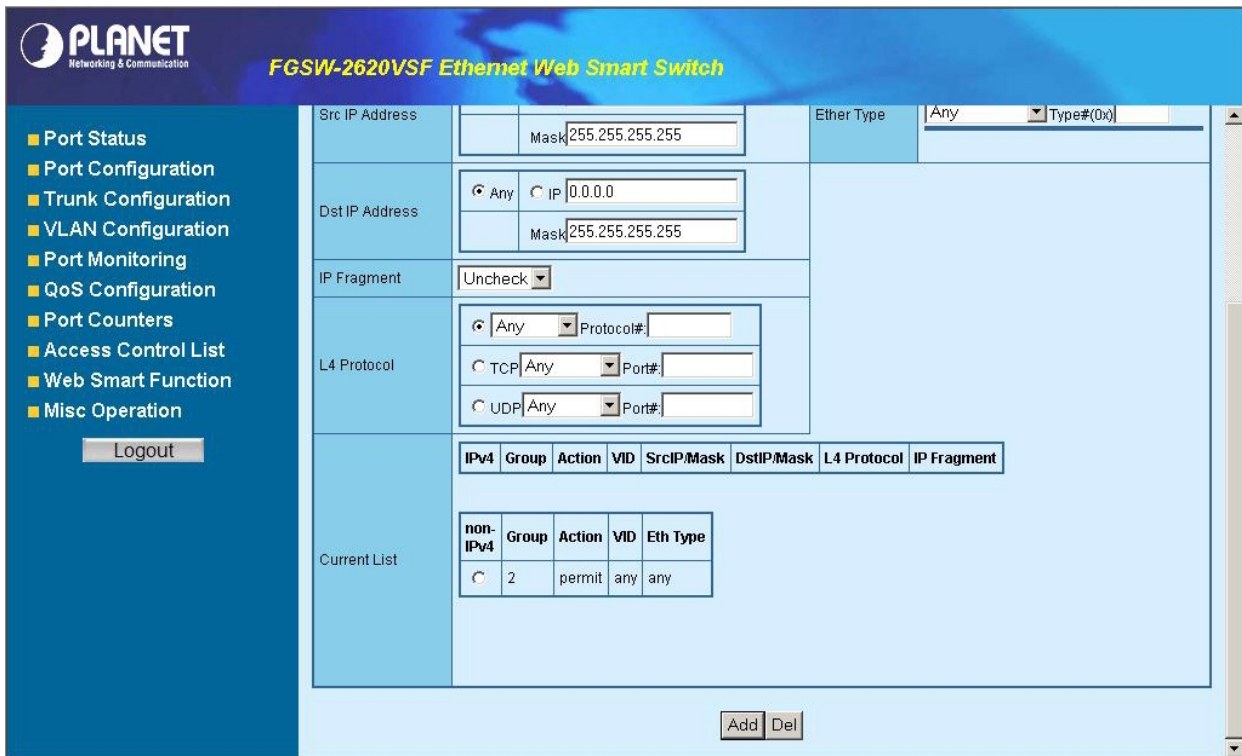 PLANET
Networking & Communication
FGSW-2620VSF Ethernet Web Smart Switch
Port Status
Port Configuration
Trunk Configuration
VLAN Configuration
Port Monitoring
QoS Configuration
Port Counters
Access Control List
Web Smart Function
Misc Operation
Logout
Src IP Address
Mask 255.255.255.255
Ether Type
Any Type#(0x)
Dst IP Address
Any IP 0.0.0.0
Mask 255.255.255.255
IP Fragment
Uncheck
L4 Protocol
Any Protocol#:
TCP Any Port#:
UDP Any Port#:
Current List
IPv4 Group Action VID SrcIP/Mask DstIP/Mask L4 Protocol IP Fragment
non-IPv4 Group Action VID Eth Type
2 permit any any
Add Del